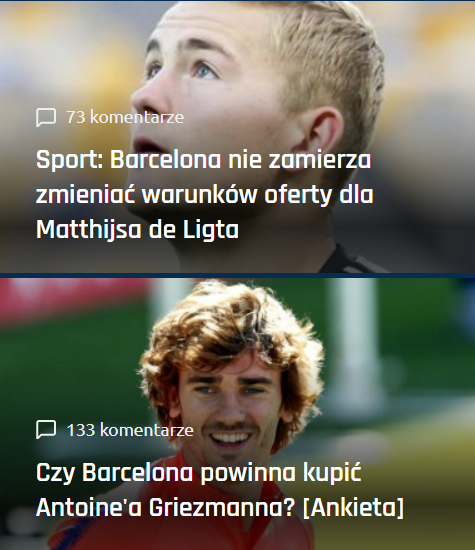 73 komentarze
Sport: Barcelona nie zamierza
zmieniać warunków oferty dla
Matthijsa de Ligta
133 komentarze
Czy Barcelona powinna kupić
Antoine'a Griezmanna? [Ankieta]